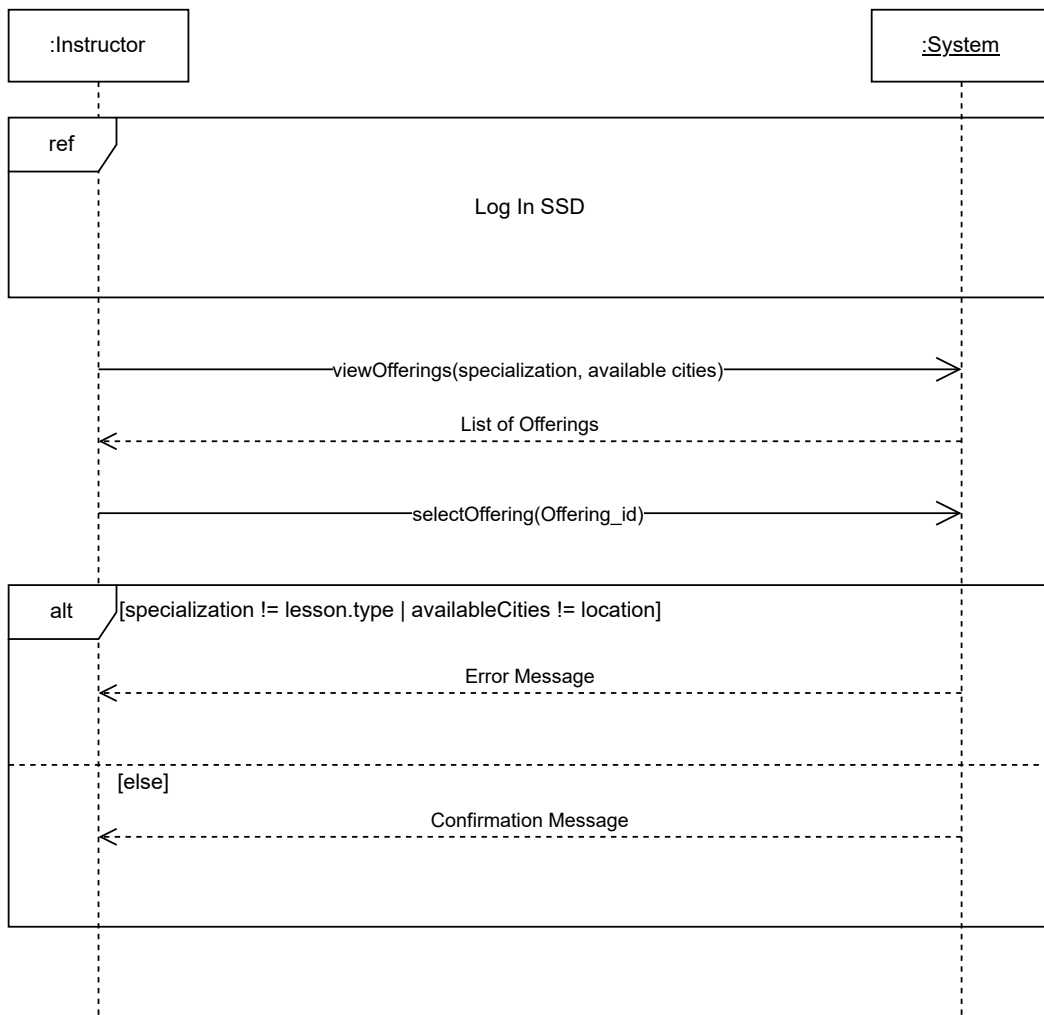 :Instructor
:System
ref
Log In SSD
viewOfferings(specialization, available cities)
List of Offerings
selectOffering(Offering_id)
alt
[specialization != lesson.type | availableCities != location]
Error Message
[else]
Confirmation Message